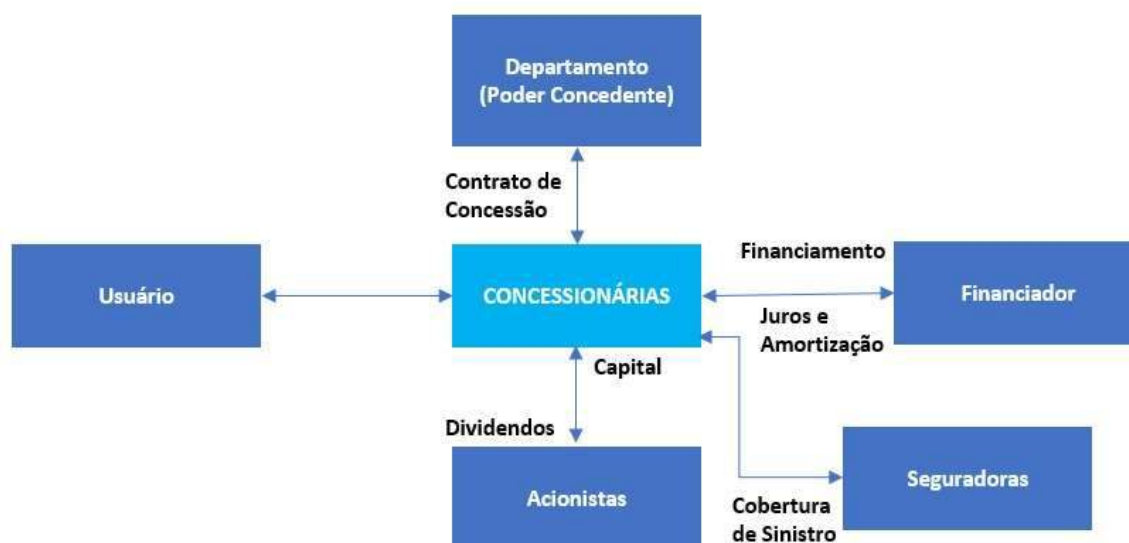 Departamento
(Poder Concedente)
Contrato de
Concessão
Usuário
CONCESSIONÁRIAS
Financiamento
Financiador
Juros e
Amortização
Capital
Dividendos
Acionistas
Seguradoras
Cobertura
de Sinistro